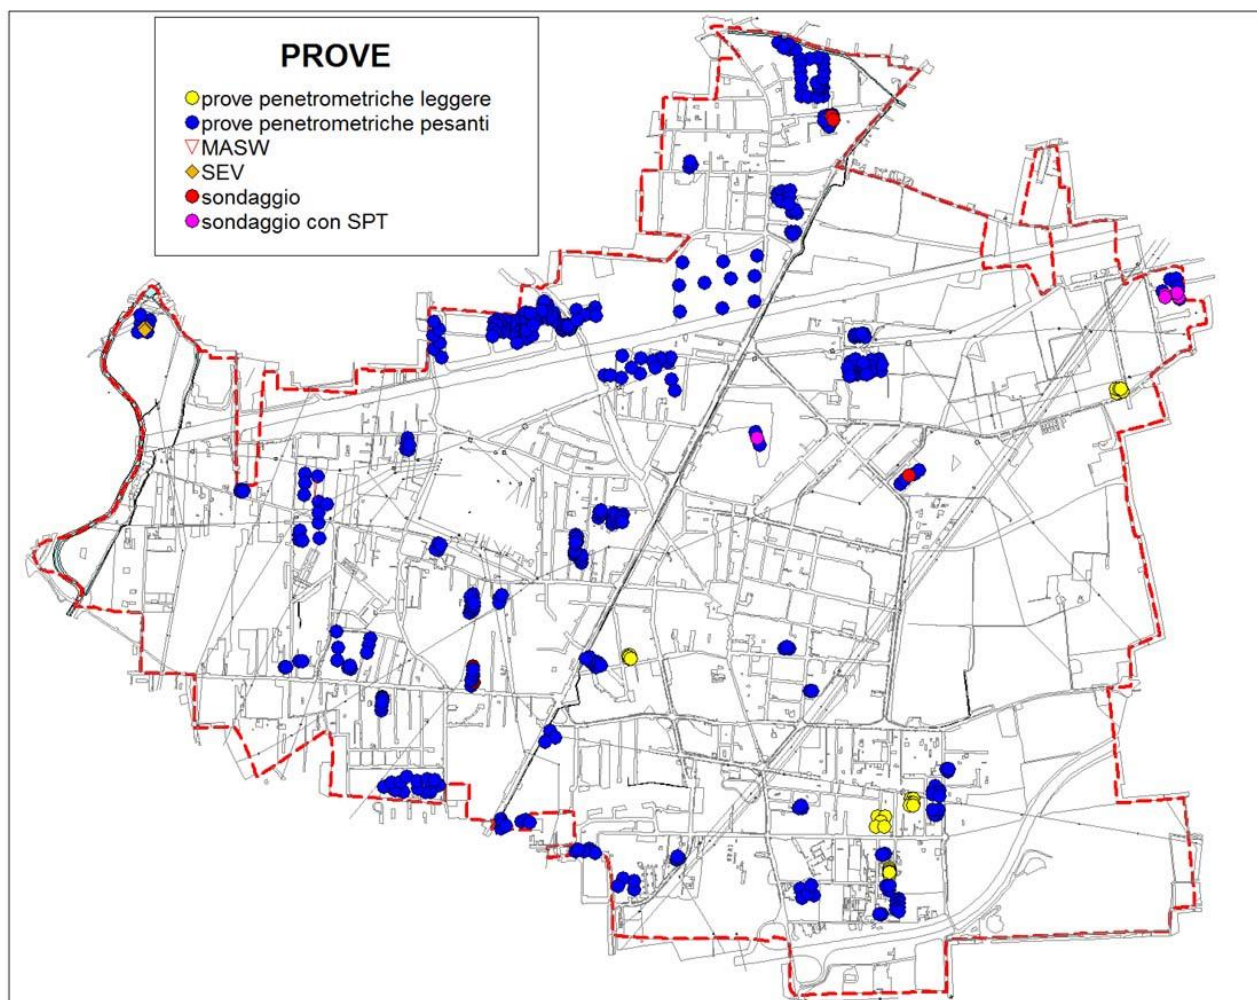 PROVE
prove penetrometriche leggere
prove penetrometriche pesanti
MASW
SEV
sondaggio
sondaggio con SPT